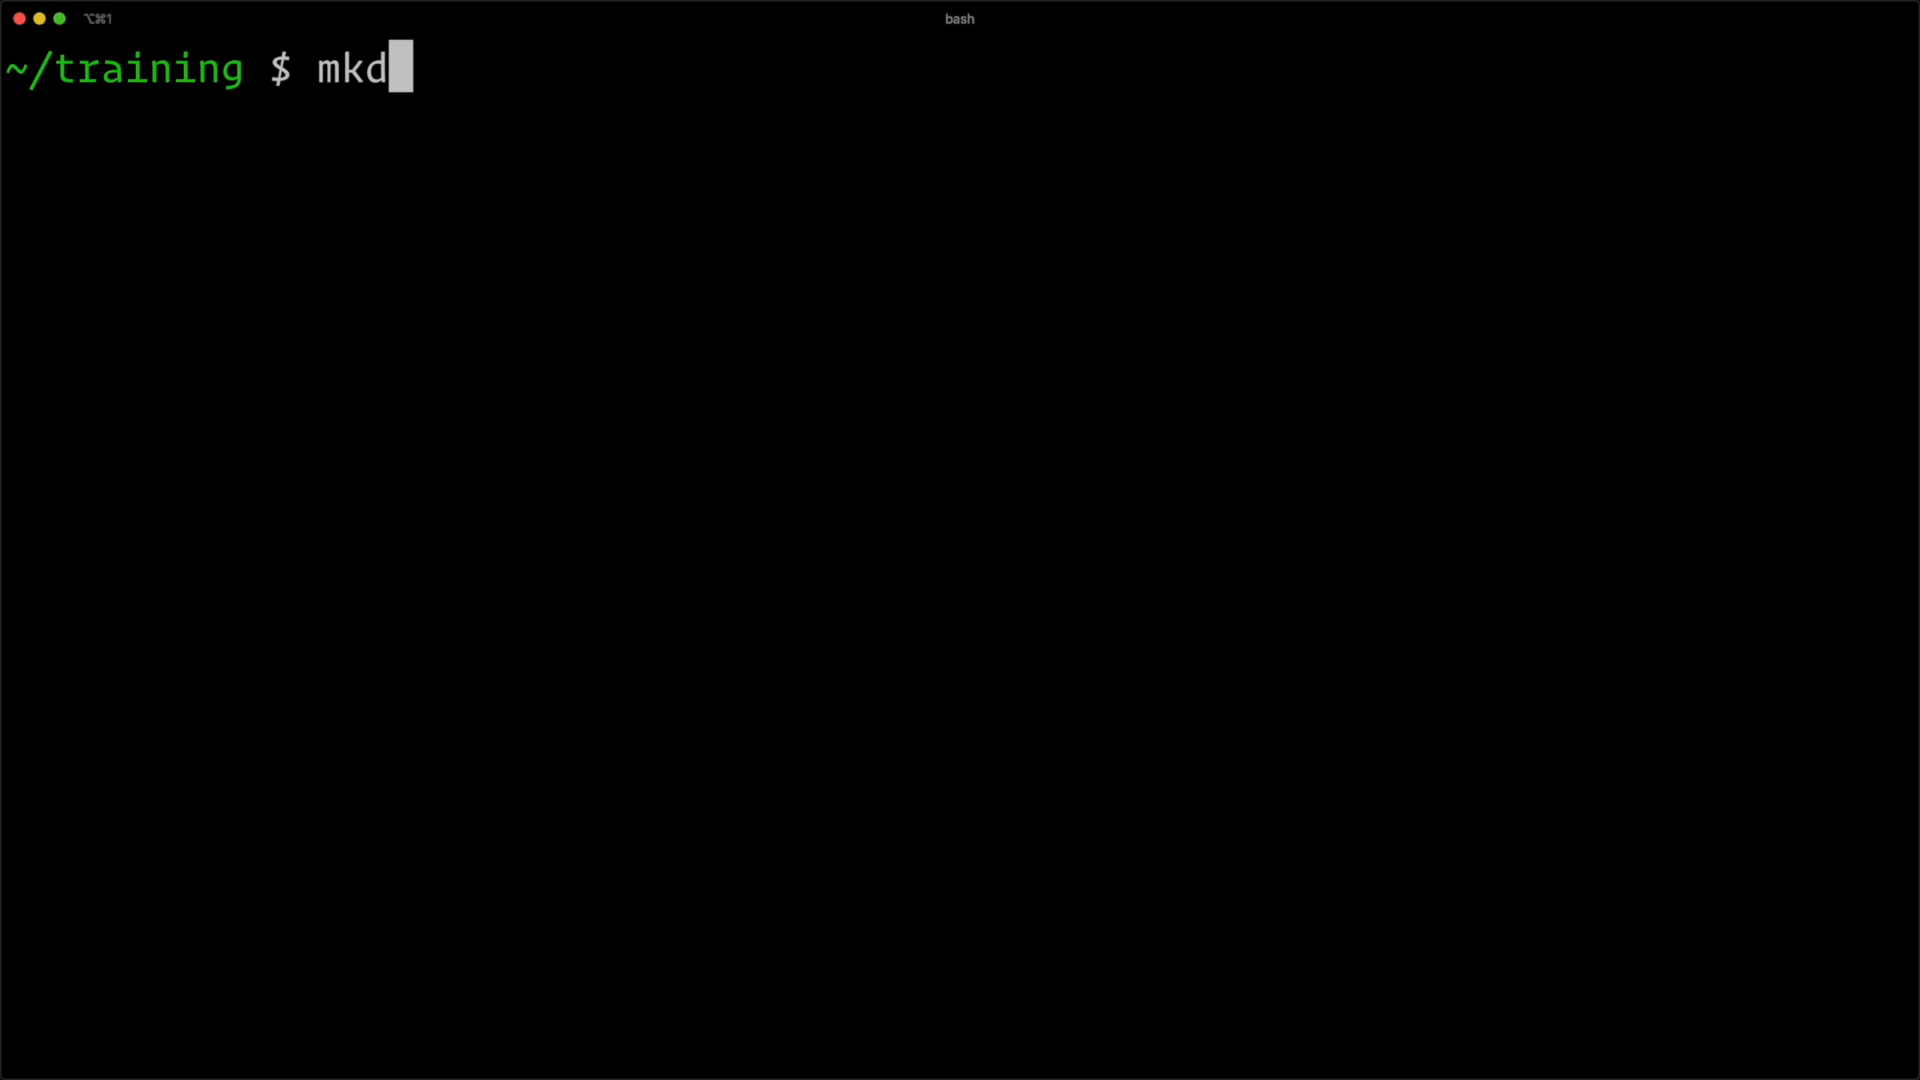 ⌥⌘1
bash
~/training $ mkd